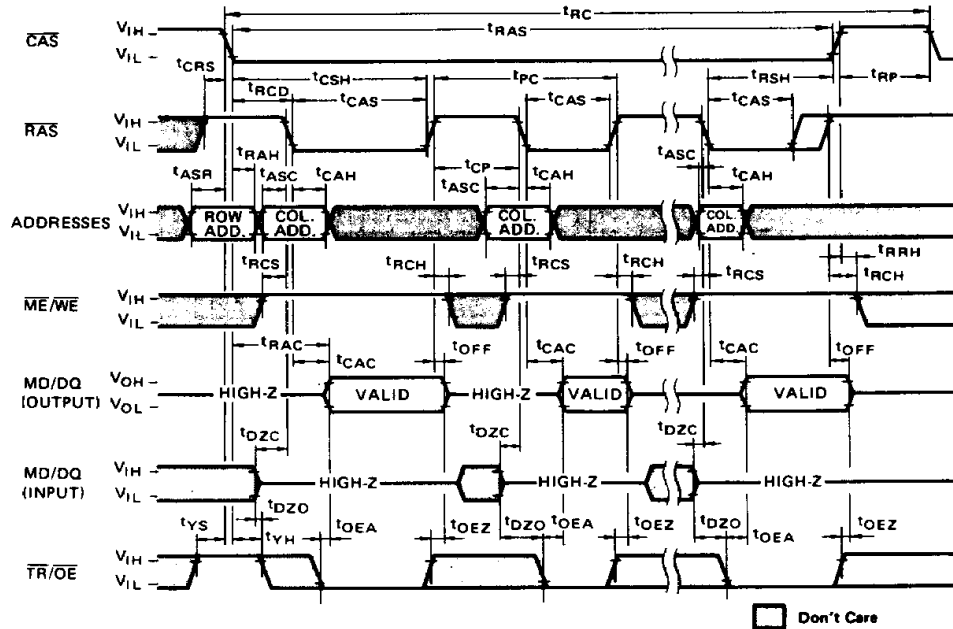 tRC
CAS VIH tRAS
VIL
tCRS tCSH tPC tRSH tRP
tRCD tCAS tCAS tCAS
RAS VIH
VIL
tRAH tASC
tASR tASC tCAH tCP tASC tCAH tCAH
ADDRESSES VIH ROW ADD. COL. ADD. COL. ADD. COL. ADD.
VIL
tRCS tRCH tRCS tRCH tRCS tRRH
tRCH
ME/WE VIH
VIL
tRAC tOFF tOFF tOFF
tCAC tCAC tCAC
MD/DQ VOH HIGH-Z VALID HIGH-Z VALID VALID
(OUTPUT) VOL
tDZC tDZC tDZC
MD/DQ VIH HIGH-Z HIGH-Z HIGH-Z
(INPUT) VIL
tDZO
tYS tYH tOEA tOEZ tDZO tOEA tOEZ tDZO tOEA tOEZ
TR/OE VIH
VIL
Don't Care